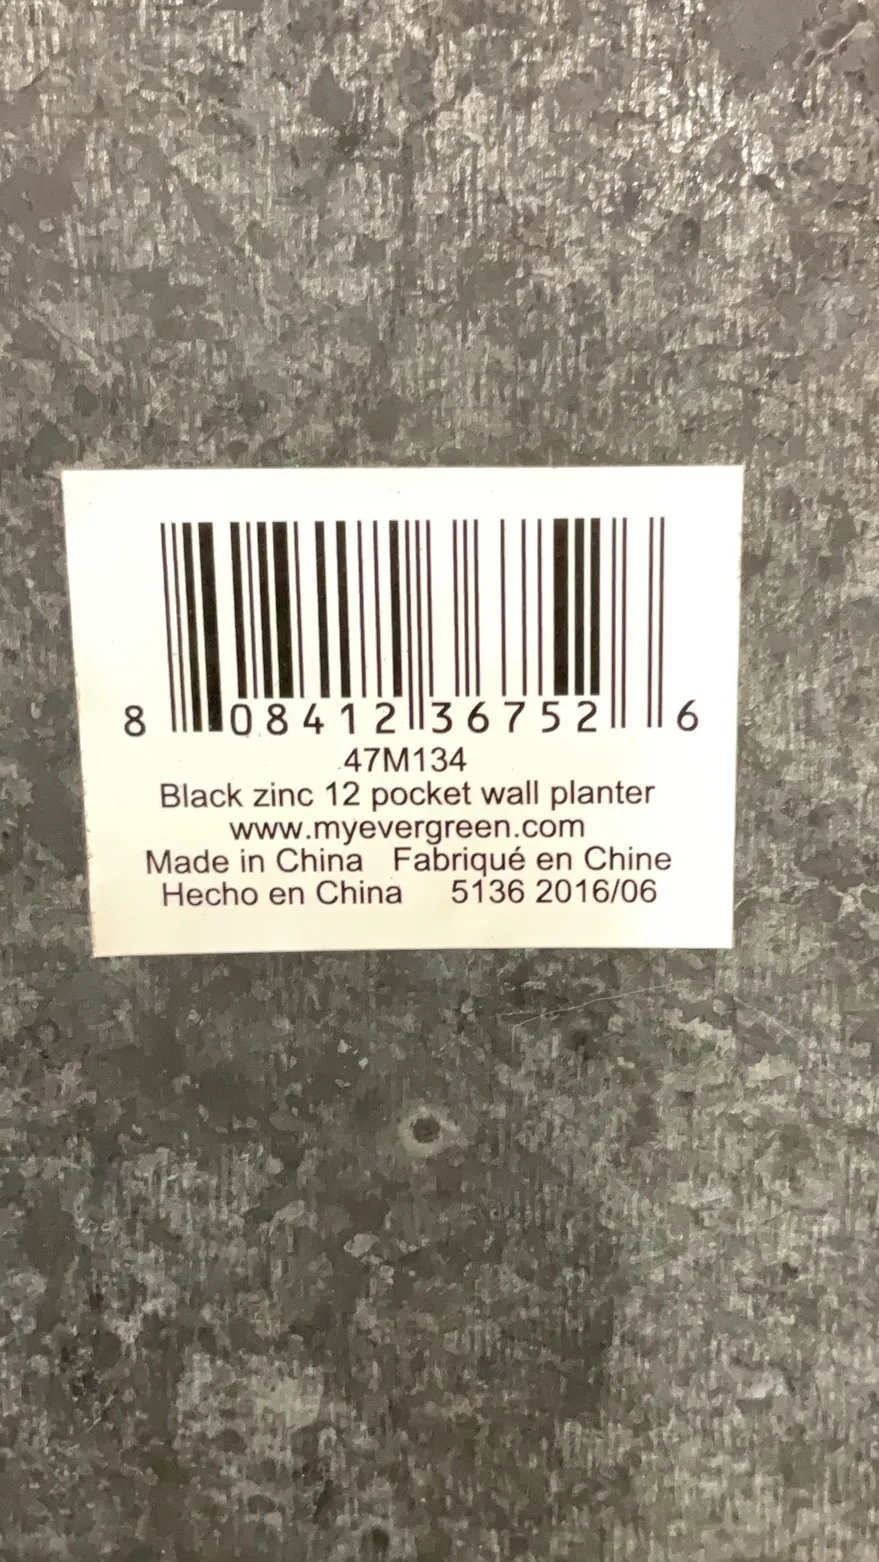 8 08412 36752 6
47M134
Black zinc 12 pocket wall planter
www.myevergreen.com
Made in China Fabriqué en Chine
Hecho en China 5136 2016/06